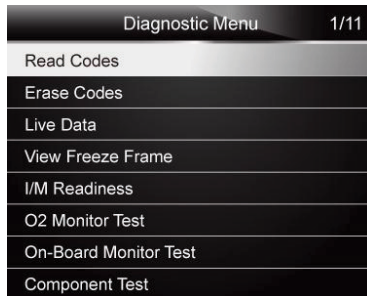 Diagnostic Menu 1/11
Read Codes
Erase Codes
Live Data
View Freeze Frame
I/M Readiness
O2 Monitor Test
On-Board Monitor Test
Component Test